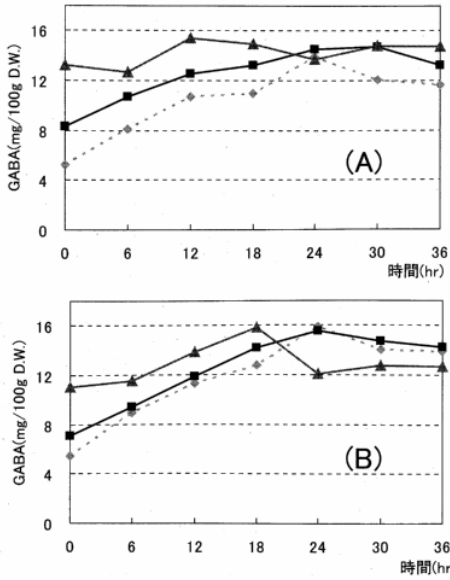 16
12
8
4
0
GABA(mg/100g D.W.)
(A)
0 6 12 18 24 30 36
時間(hr)
16
12
8
4
0
GABA(mg/100g D.W.)
(B)
0 6 12 18 24 30 36
時間(hr